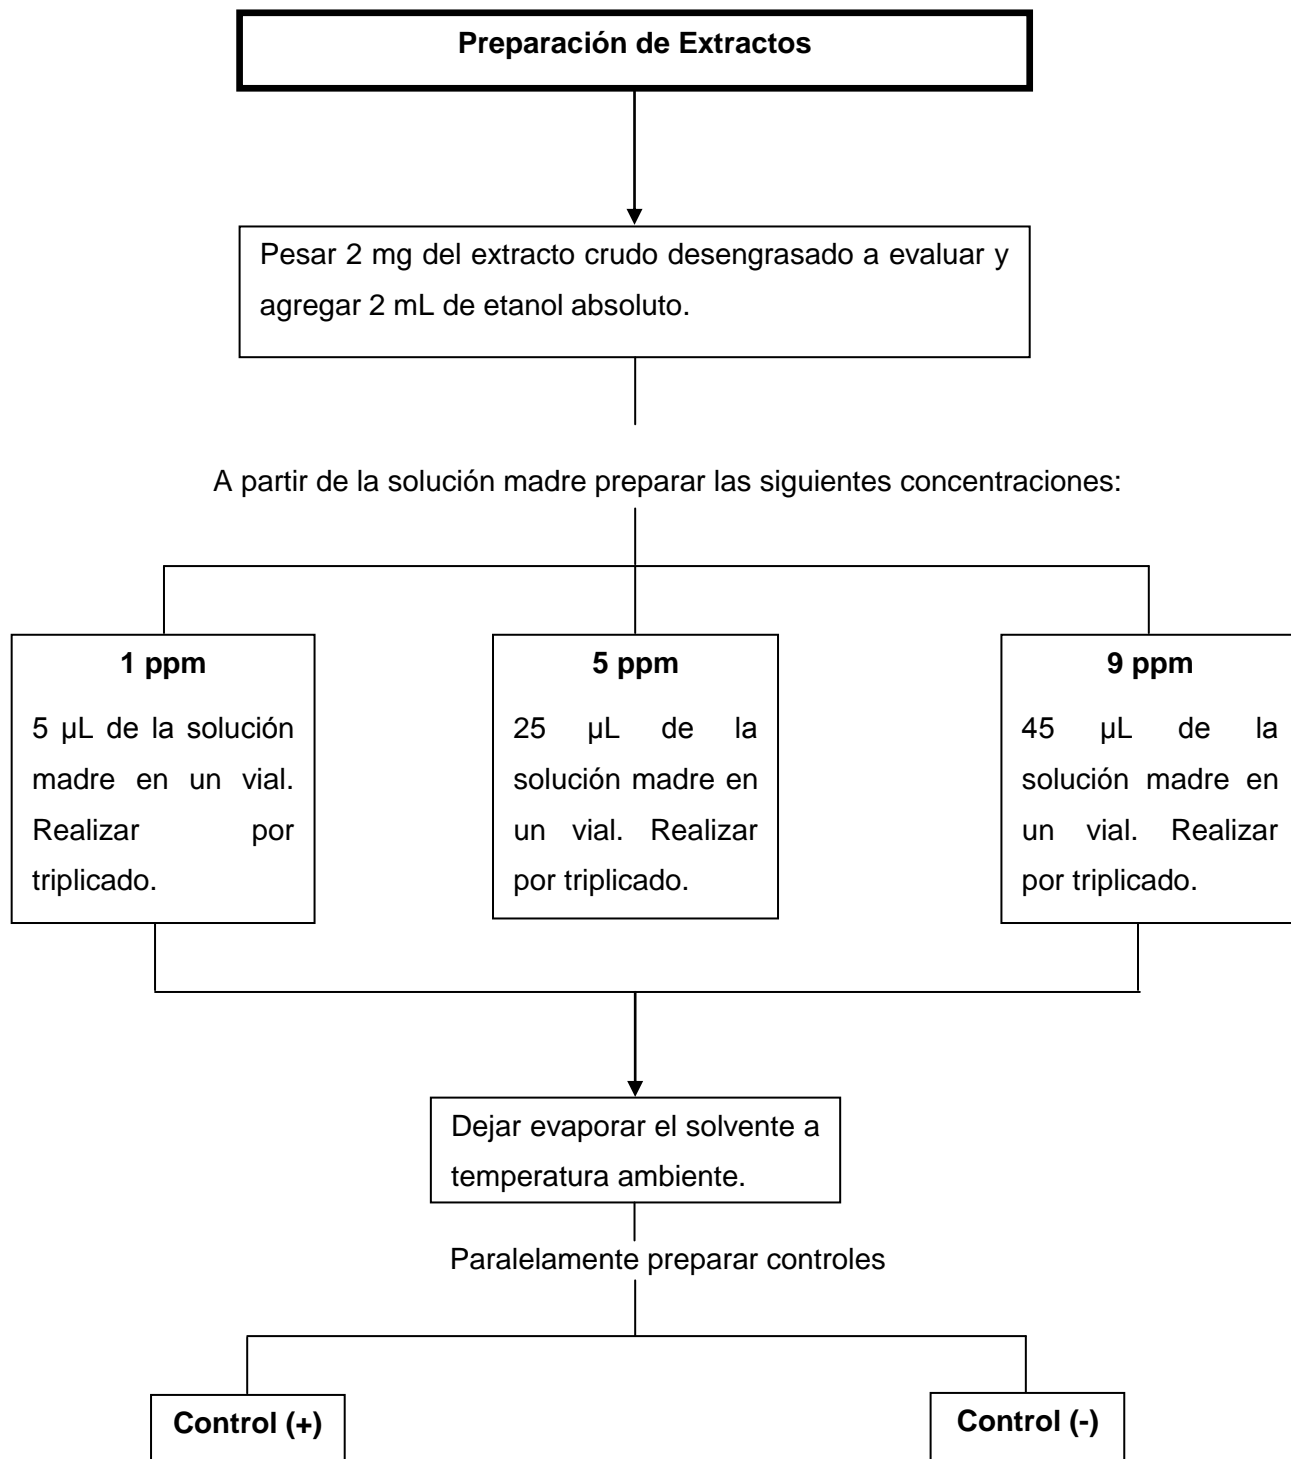 Preparación de Extractos
Pesar 2 mg del extracto crudo desengrasado a evaluar y
agregar 2 mL de etanol absoluto.
A partir de la solución madre preparar las siguientes concentraciones:
1 ppm
5 µL de la solución
madre en un vial.
Realizar por
triplicado.
5 ppm
25 µL de la
solución madre en
un vial. Realizar
por triplicado.
9 ppm
45 µL de la
solución madre en
un vial. Realizar
por triplicado.
Dejar evaporar el solvente a
temperatura ambiente.
Paralelamente preparar controles
Control (+)
Control (-)